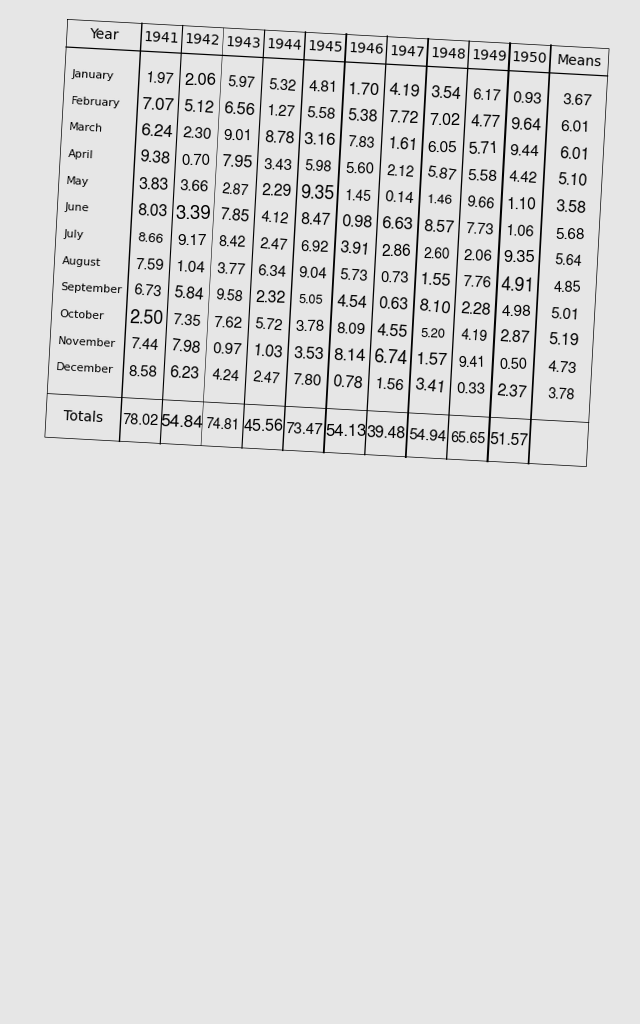 Year 1941 1942 1943 1944 1945 1946 1947 1948 1949 1950 Means
January 1.97 2.06 5.97 5.32 4.81 1.70 4.19 3.54 6.17 0.93 3.67
February 7.07 5.12 6.56 1.27 5.58 5.38 7.72 7.02 4.77 9.64 6.01
March 6.24 2.30 9.01 8.78 3.16 7.83 1.61 6.05 5.71 9.44 6.01
April 9.38 0.70 7.95 3.43 5.98 5.60 2.12 5.87 5.58 4.42 5.10
May 3.83 3.66 2.87 2.29 9.35 1.45 0.14 1.46 9.66 1.10 3.58
June 8.03 3.39 7.85 4.12 8.47 0.98 6.63 8.57 7.73 1.06 5.68
July 8.66 9.17 8.42 2.47 6.92 3.91 2.86 2.60 2.06 9.35 5.64
August 7.59 1.04 3.77 6.34 9.04 5.73 0.73 1.55 7.76 4.91 4.85
September 6.73 5.84 9.58 2.32 5.05 4.54 0.63 8.10 2.28 4.98 5.01
October 2.50 7.35 7.62 5.72 3.78 8.09 4.55 5.20 4.19 2.87 5.19
November 7.44 7.98 0.97 1.03 3.53 8.14 6.74 1.57 9.41 0.50 4.73
December 8.58 6.23 4.24 2.47 7.80 0.78 1.56 3.41 0.33 2.37 3.78
Totals 78.02 54.84 74.81 45.56 73.47 54.13 39.48 54.94 65.65 51.57